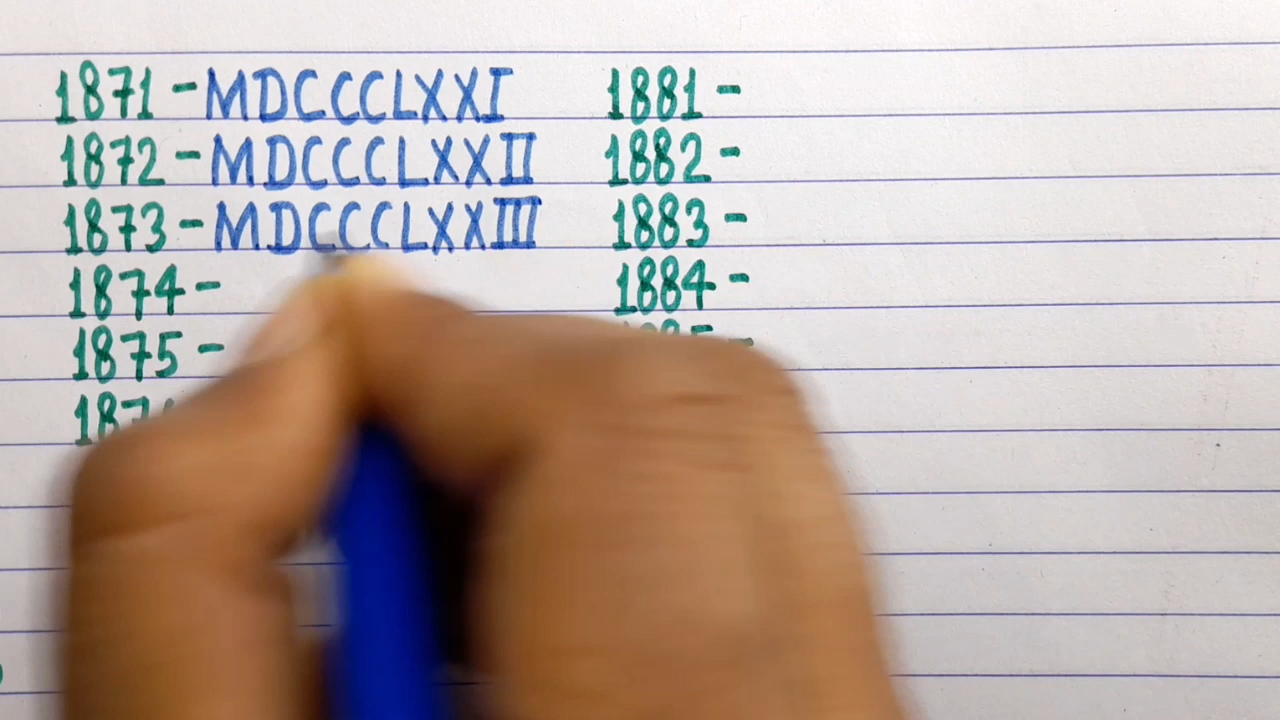 1871 - MDCCCLXXI 1881 -
1872 - MDCCCLXXII 1882 -
1873 - MDCCCLXXIII 1883 -
1874 - 1884 -
1875 -